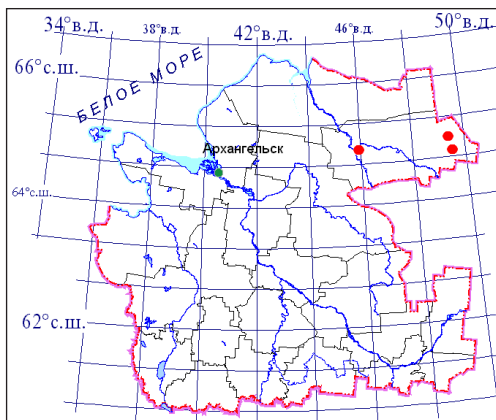 34°в.д.
38°в.д.
42°в.д.
46°в.д.
50°в.д.
66°с.ш.
БЕЛОЕ МОРЕ
Архангельск
64°с.ш.
62°с.ш.